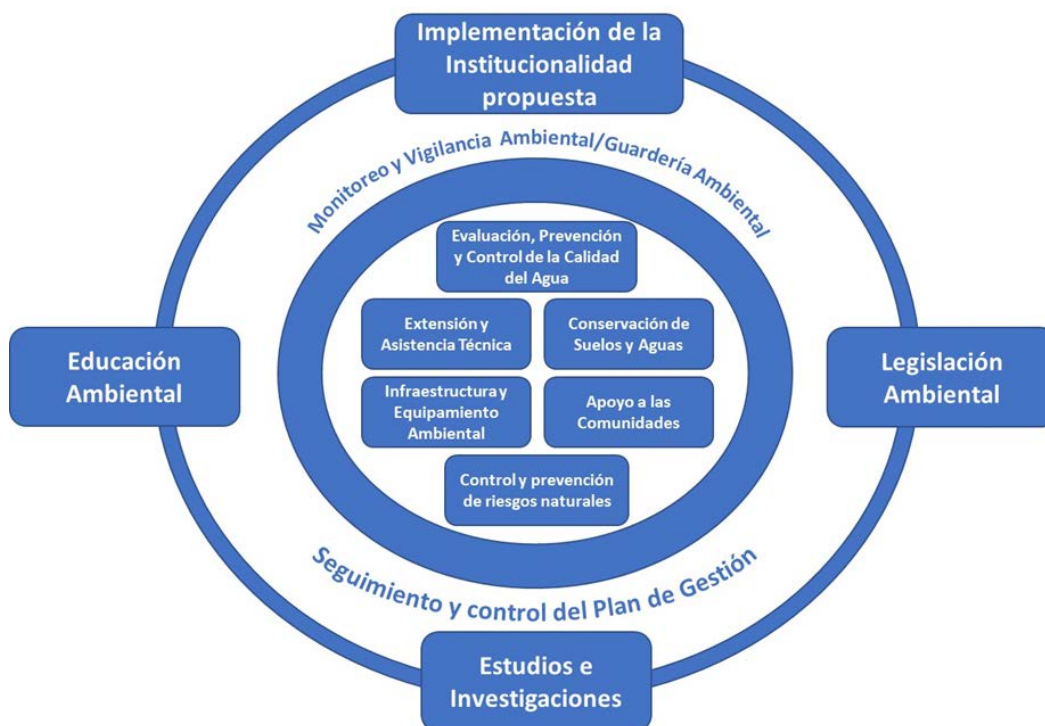 Implementación de la
Institucionalidad
propuesta
Monitoreo y Vigilancia Ambiental/Guardería Ambiental
Evaluación, Prevención
y Control de la Calidad
del Agua
Extensión y
Asistencia Técnica
Conservación de
Suelos y Aguas
Educación
Ambiental
Legislación
Ambiental
Infraestructura y
Equipamiento
Ambiental
Apoyo a las
Comunidades
Control y prevención
de riesgos naturales
Seguimiento y control del Plan de Gestión
Estudios e
Investigaciones